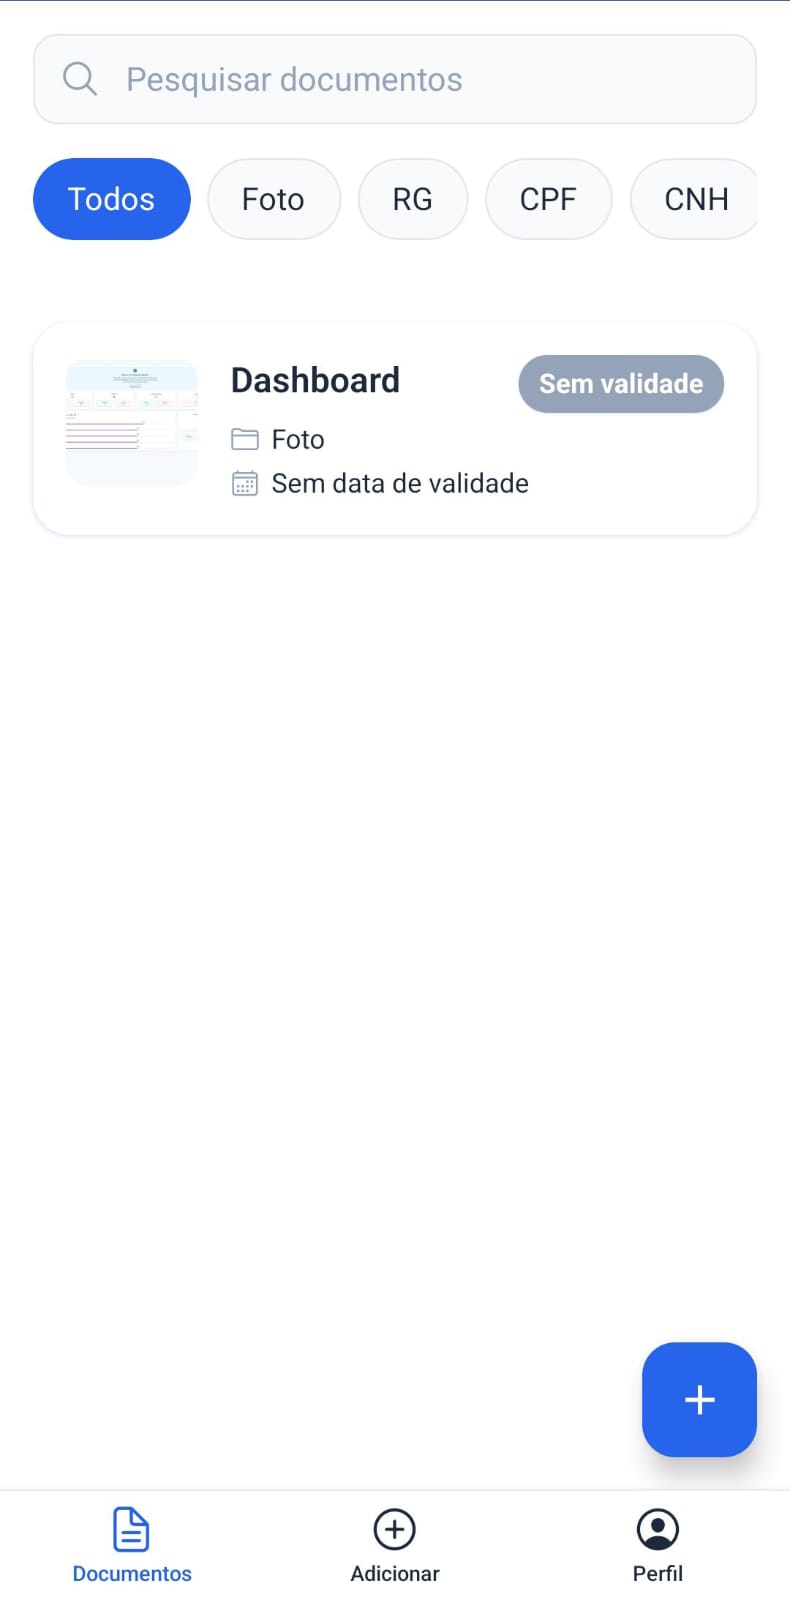 Pesquisar documentos
Todos
Foto
RG
CPF
CNH
Dashboard
Sem validade
Foto
Sem data de validade
Documentos
Adicionar
Perfil